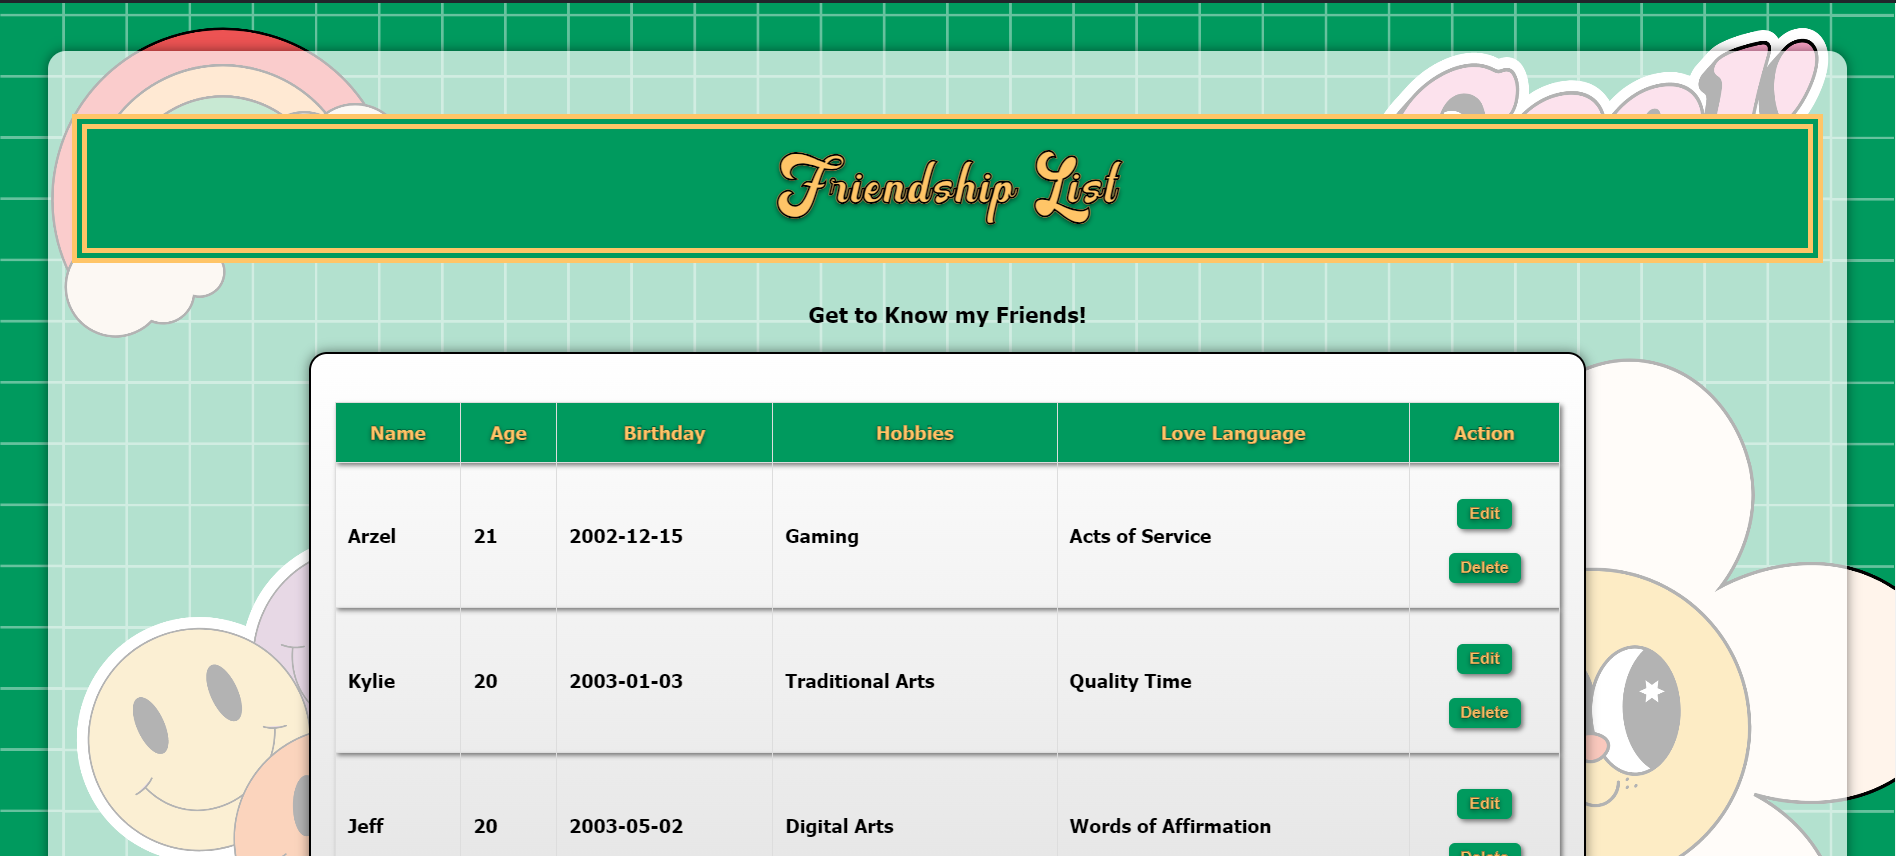 Friendship List
Get to Know my Friends!
Name Age Birthday Hobbies Love Language Action
Arzel 21 2002-12-15 Gaming Acts of Service Edit
Delete
Kylie 20 2003-01-03 Traditional Arts Quality Time Edit
Delete
Jeff 20 2003-05-02 Digital Arts Words of Affirmation Edit
Delete